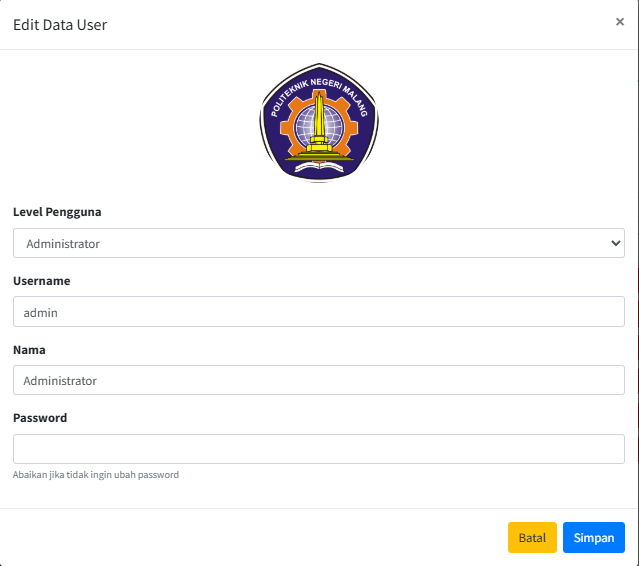 Edit Data User
×
POLITEKNIK NEGERI MALANG
Level Pengguna
Administrator
Username
admin
Nama
Administrator
Password
Abaikan jika tidak ingin ubah password
Batal
Simpan